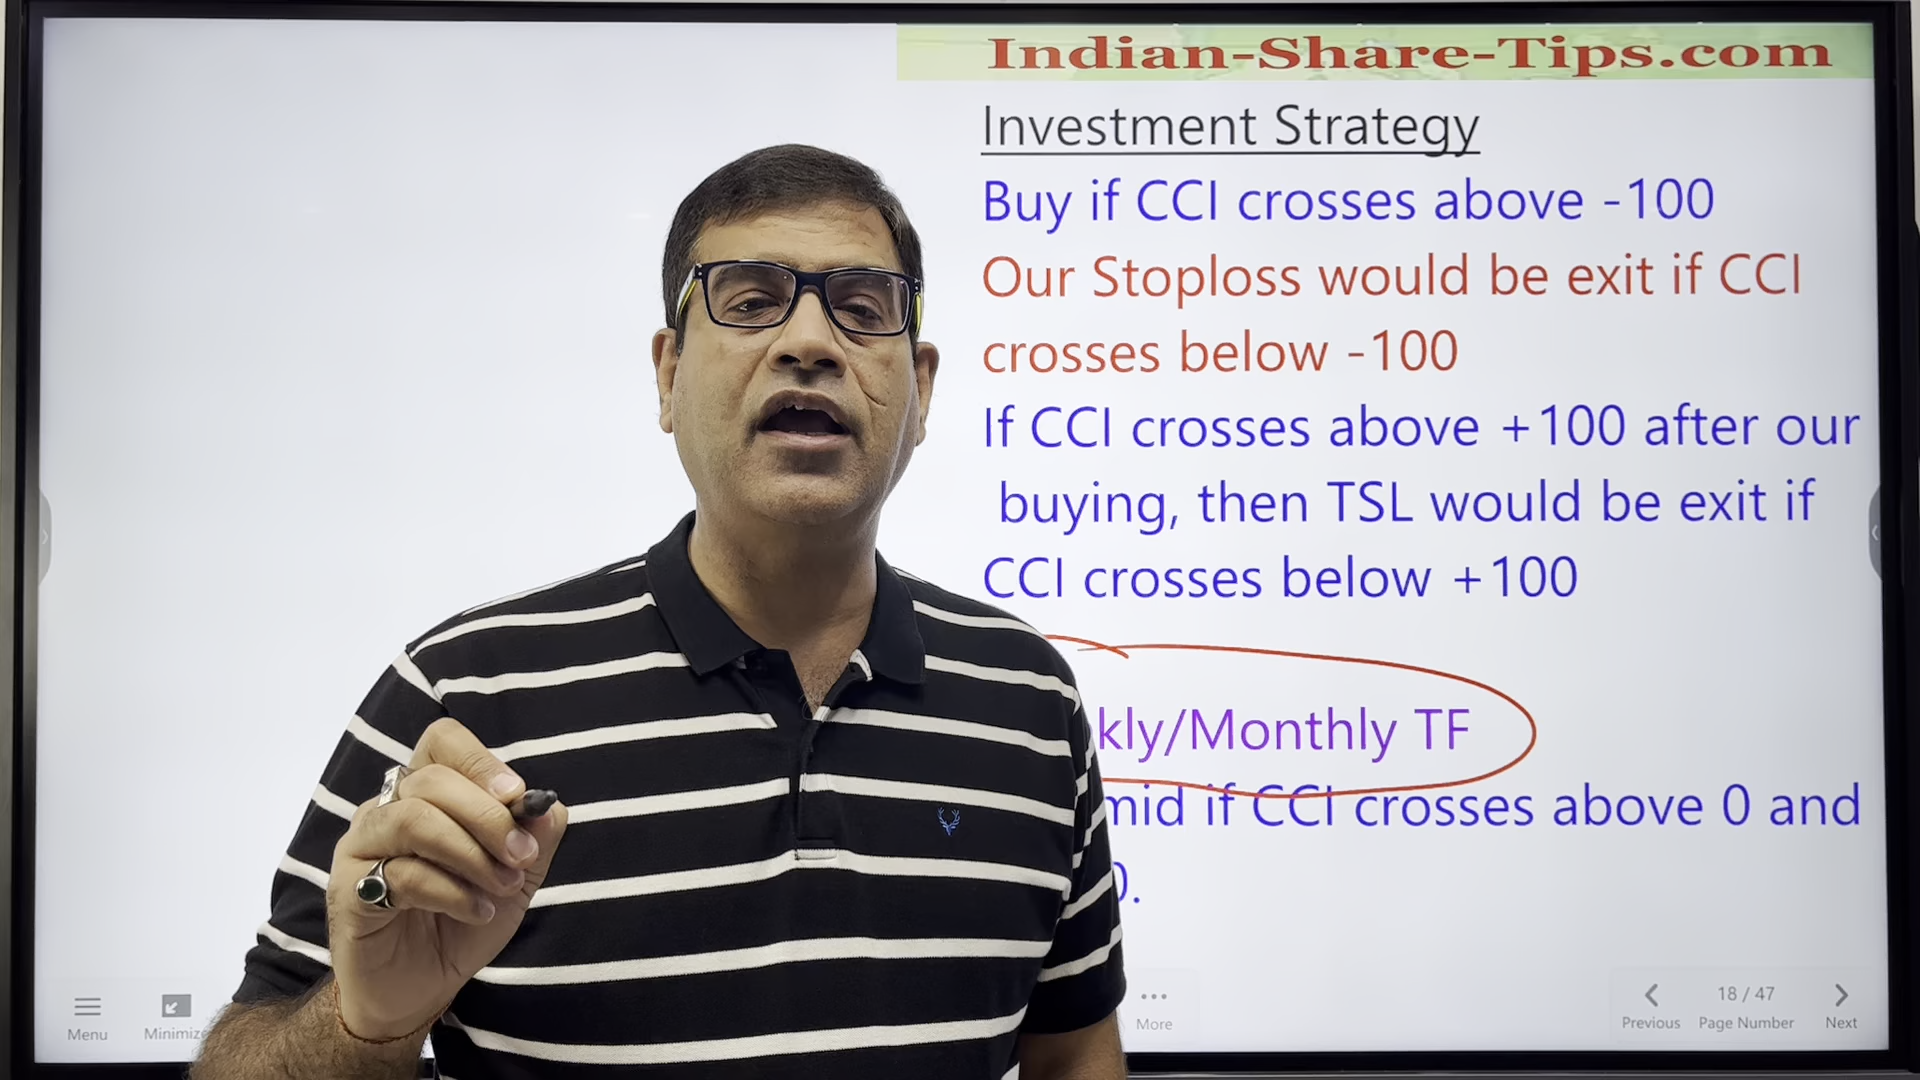 Indian-Share-Tips.com
Investment Strategy
Buy if CCI crosses above -100
Our Stoploss would be exit if CCI
crosses below -100
If CCI crosses above +100 after our
buying, then TSL would be exit if
CCI crosses below +100
kly/Monthly TF
mid if CCI crosses above 0 and
Menu
Minimize
More
Previous
18 / 47
Page Number
Next